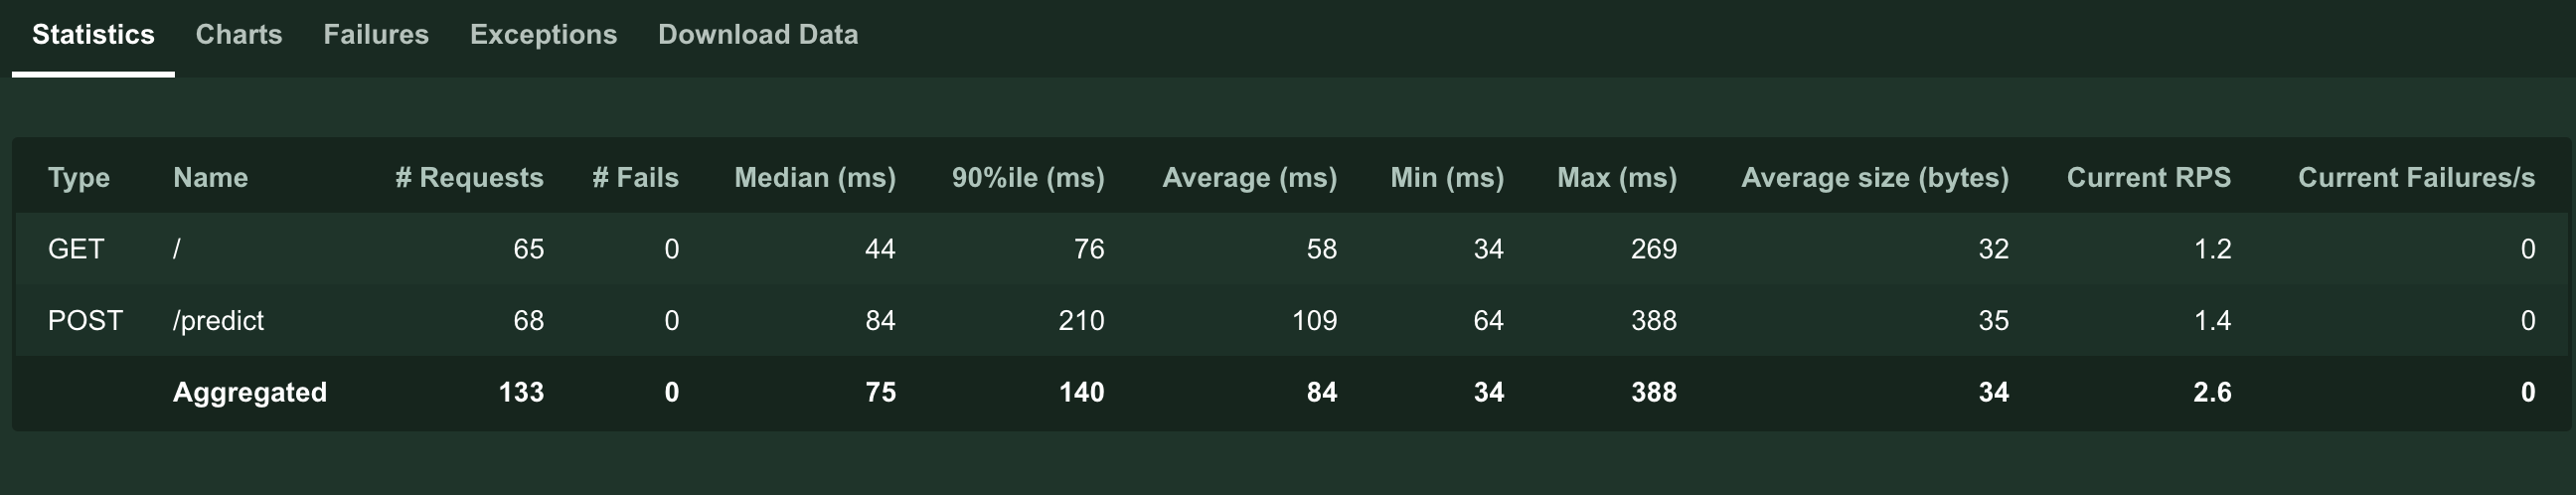 Statistics Charts Failures Exceptions Download Data
Type Name # Requests # Fails Median (ms) 90%ile (ms) Average (ms) Min (ms) Max (ms) Average size (bytes) Current RPS Current Failures/s
GET / 65 0 44 76 58 34 269 32 1.2 0
POST /predict 68 0 84 210 109 64 388 35 1.4 0
Aggregated 133 0 75 140 84 34 388 34 2.6 0